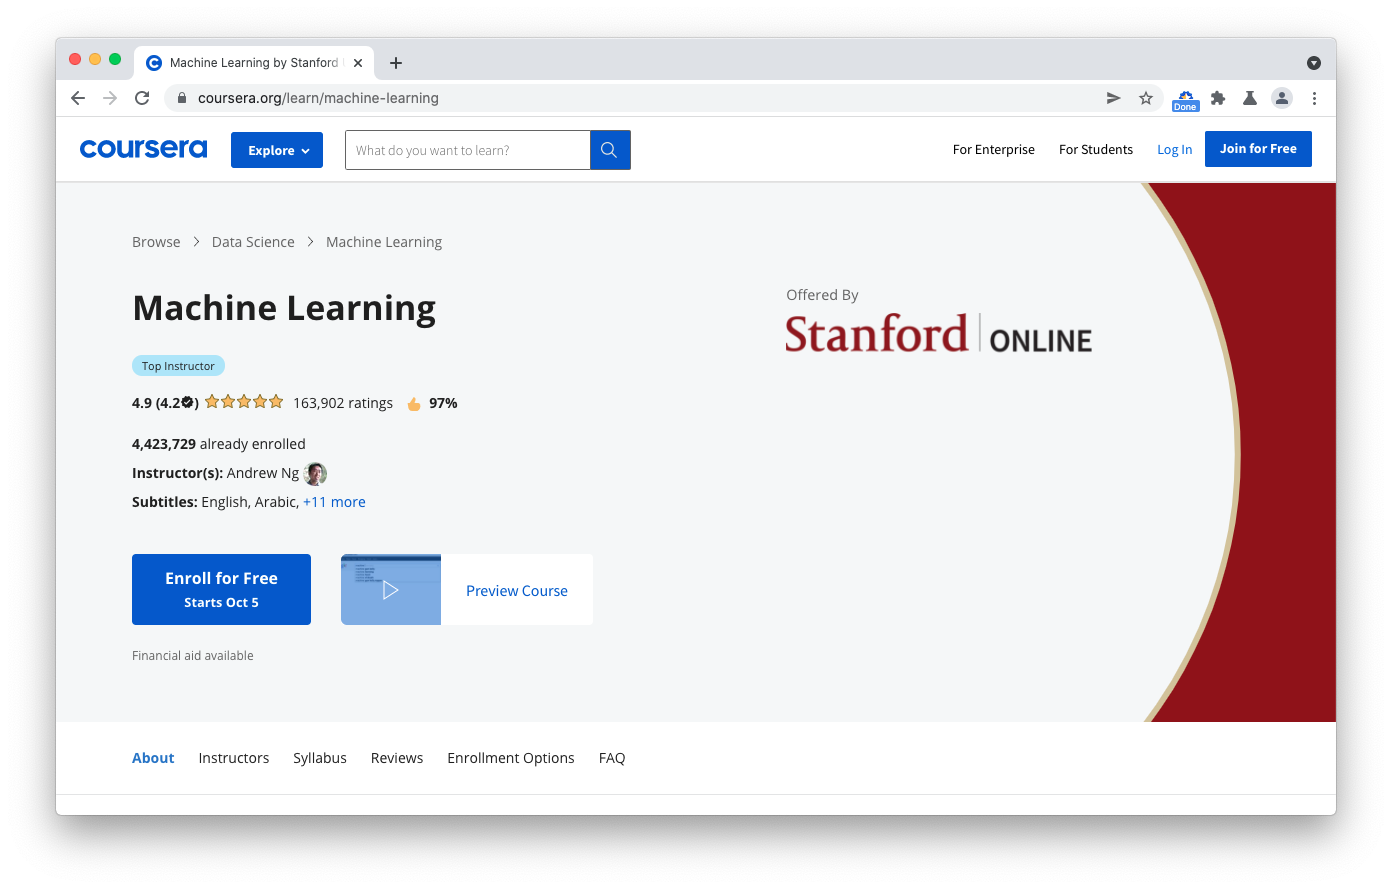 Machine Learning by Stanford
coursera.org/learn/machine-learning
Done
coursera
Explore
What do you want to learn?
For Enterprise
For Students
Log In
Join for Free
Browse > Data Science > Machine Learning
Machine Learning
Offered By
Stanford | ONLINE
Top Instructor
4.9 (4.2) 163,902 ratings 97%
4,423,729 already enrolled
Instructor(s): Andrew Ng
Subtitles: English, Arabic, +11 more
Enroll for Free
Starts Oct 5
Preview Course
Financial aid available
About Instructors Syllabus Reviews Enrollment Options FAQ